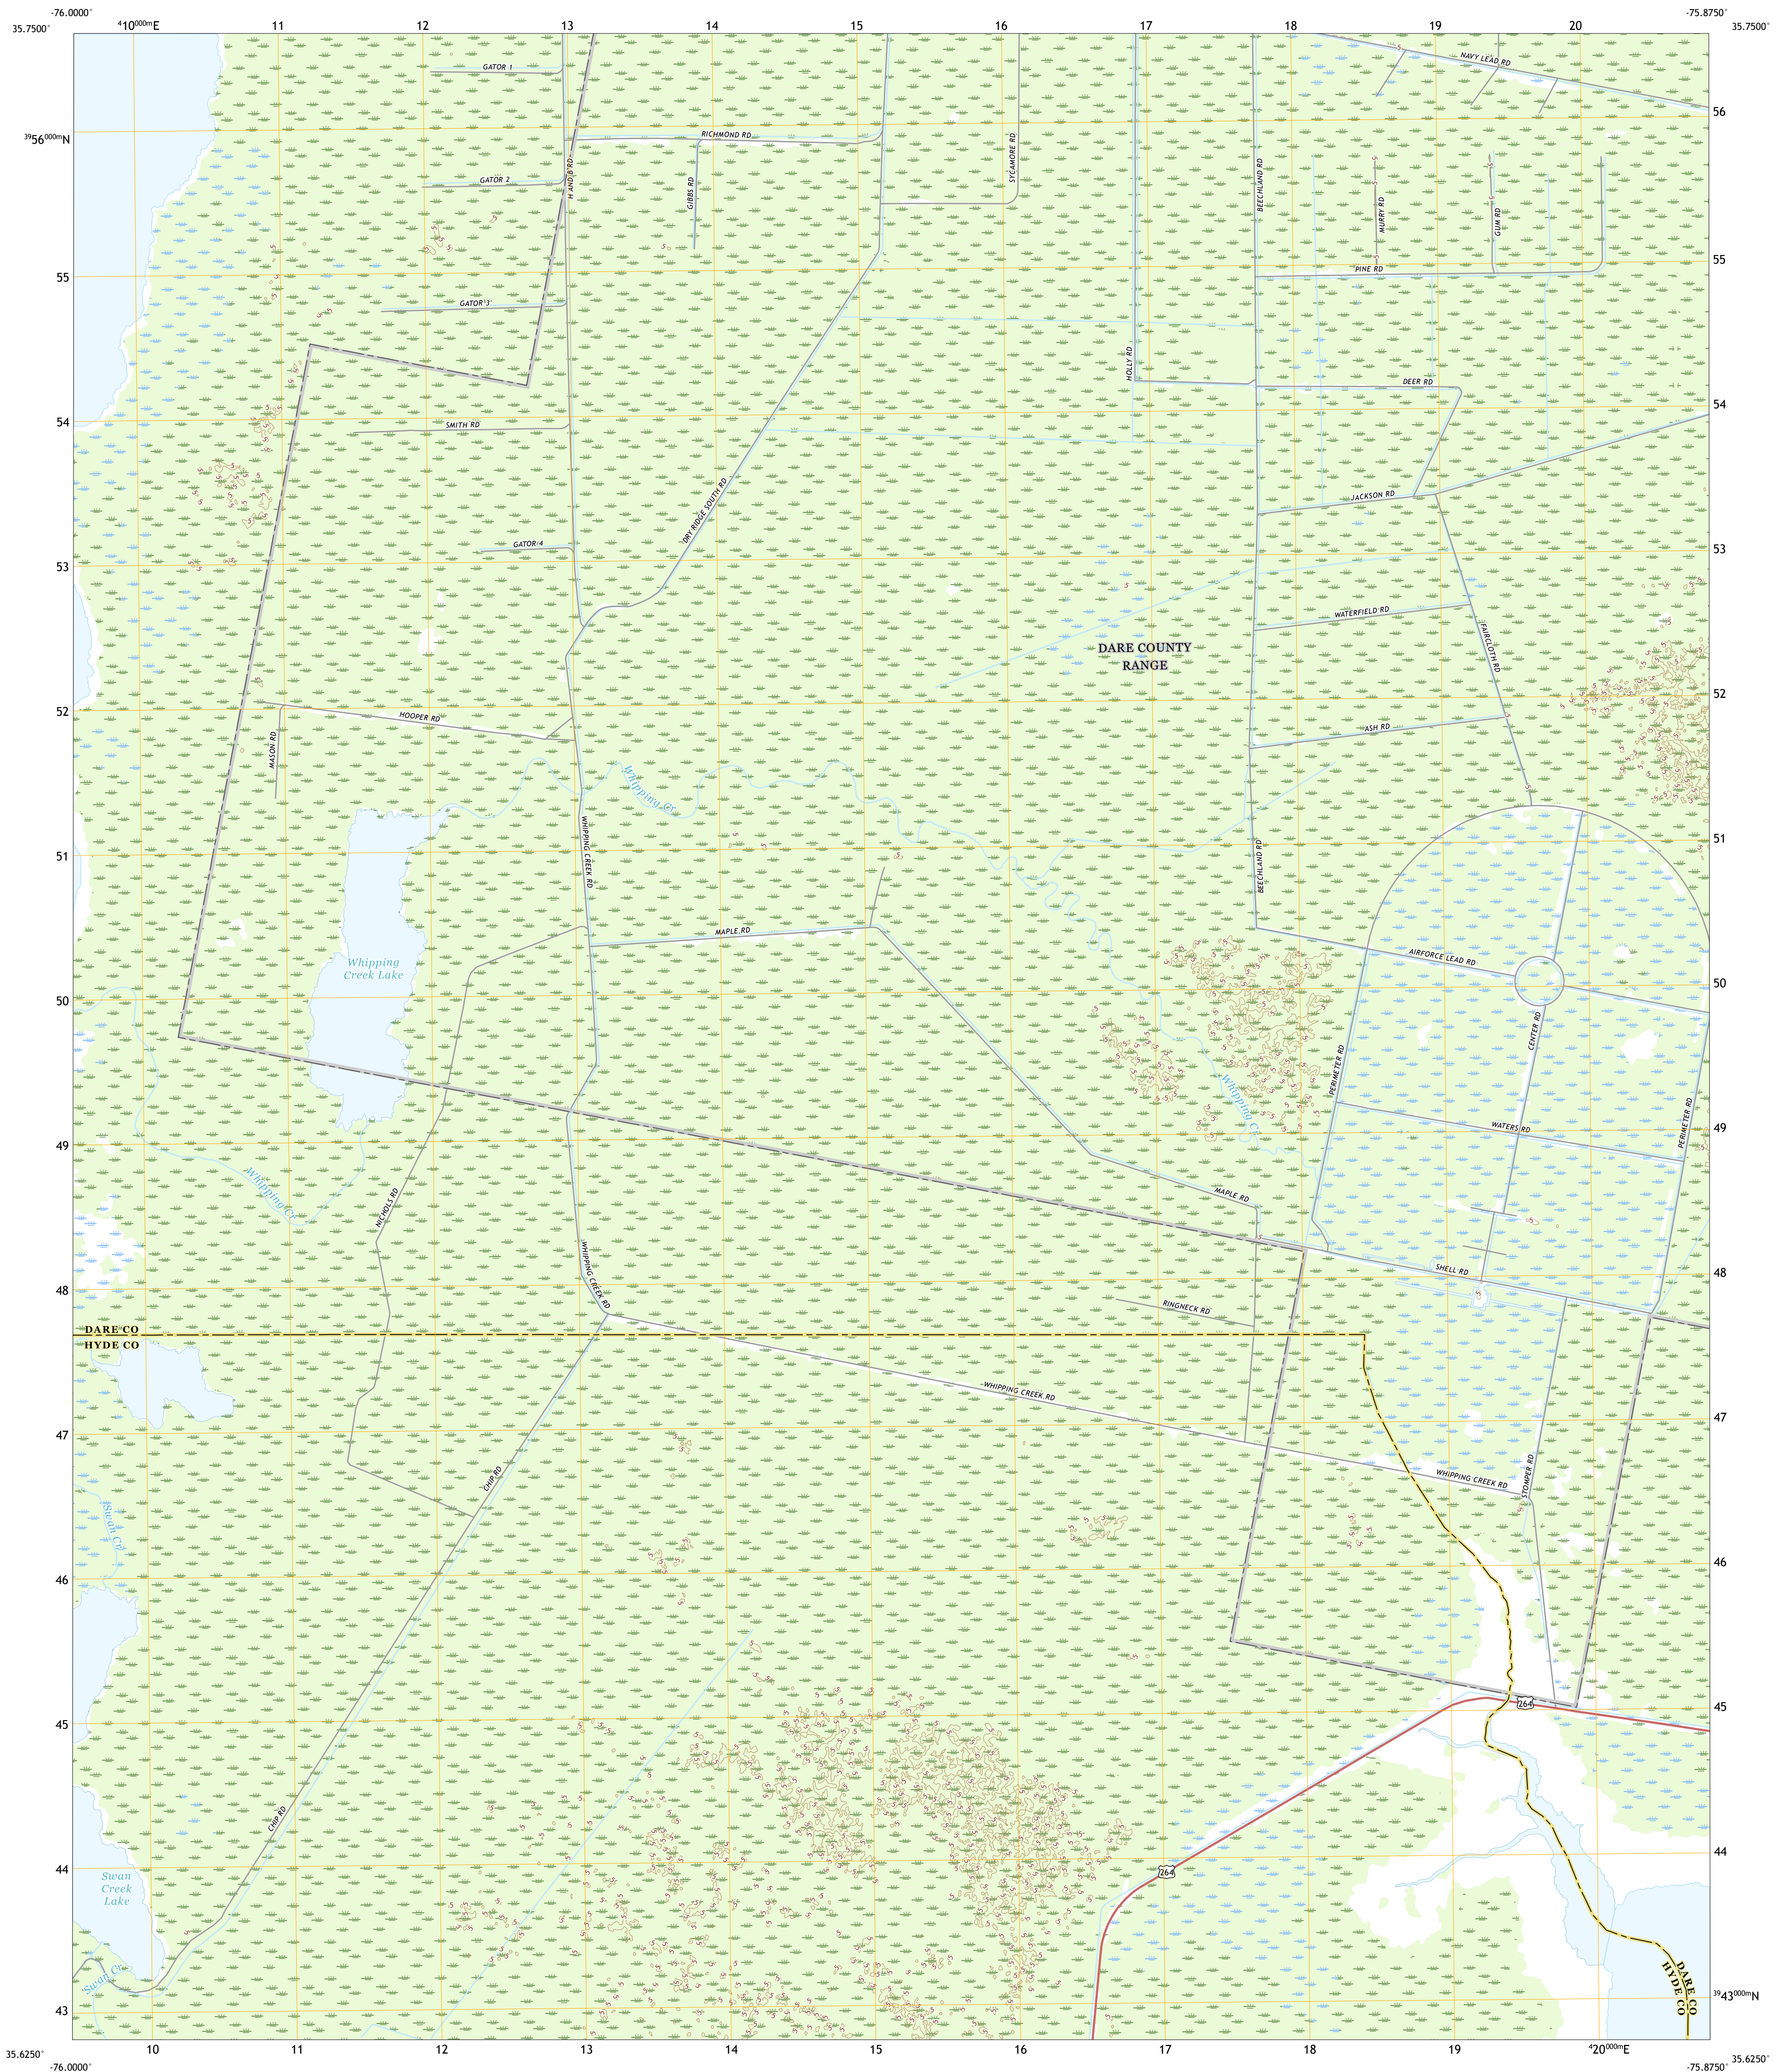 -76.0000°
-75.8750°
35.7500°
⁴10⁰⁰⁰ᵐE
11
12
13
14
15
16
17
18
19
20
35.7500°
NAVY LEAD RD
GATOR 1
56
³⁹56⁰⁰⁰ᵐN
RICHMOND RD
SYCAMORE RD
H AND B RD
GATOR 2
GIBBS RD
BEECHLAND RD
MURRY RD
GUM RD
55
55
PINE RD
GATOR 3
HOLLY RD
DEER RD
54
54
SMITH RD
DRY RIDGE SOUTH RD
JACKSON RD
GATOR 4
53
53
WATERFIELD RD
FAIRCLOTH RD
DARE COUNTY
RANGE
52
52
HOOPER RD
MASON RD
ASH RD
Whipping Cr
WHIPPING CREEK RD
51
51
BEECHLAND RD
MAPLE RD
AIRFORCE LEAD RD
Whipping
Creek Lake
50
50
CENTER RD
PERIMETER RD
Whipping Cr
PERIMETER RD
WATERS RD
49
49
Whipping Cr
NICHOLS RD
MAPLE RD
WHIPPING CREEK RD
SHELL RD
48
48
RINGNECK RD
DARE CO
HYDE CO
WHIPPING CREEK RD
47
47
CHIP RD
WHIPPING CREEK RD
STOMPER RD
Swan Cr
46
46
45
45
264
CHIP RD
44
44
264
Swan
Creek
Lake
Swan Cr
DARE CO
HYDE CO
43
³⁹43⁰⁰⁰ᵐN
10
11
12
13
14
15
16
17
18
19
⁴20⁰⁰⁰ᵐE
35.6250°
35.6250°
-76.0000°
-75.8750°